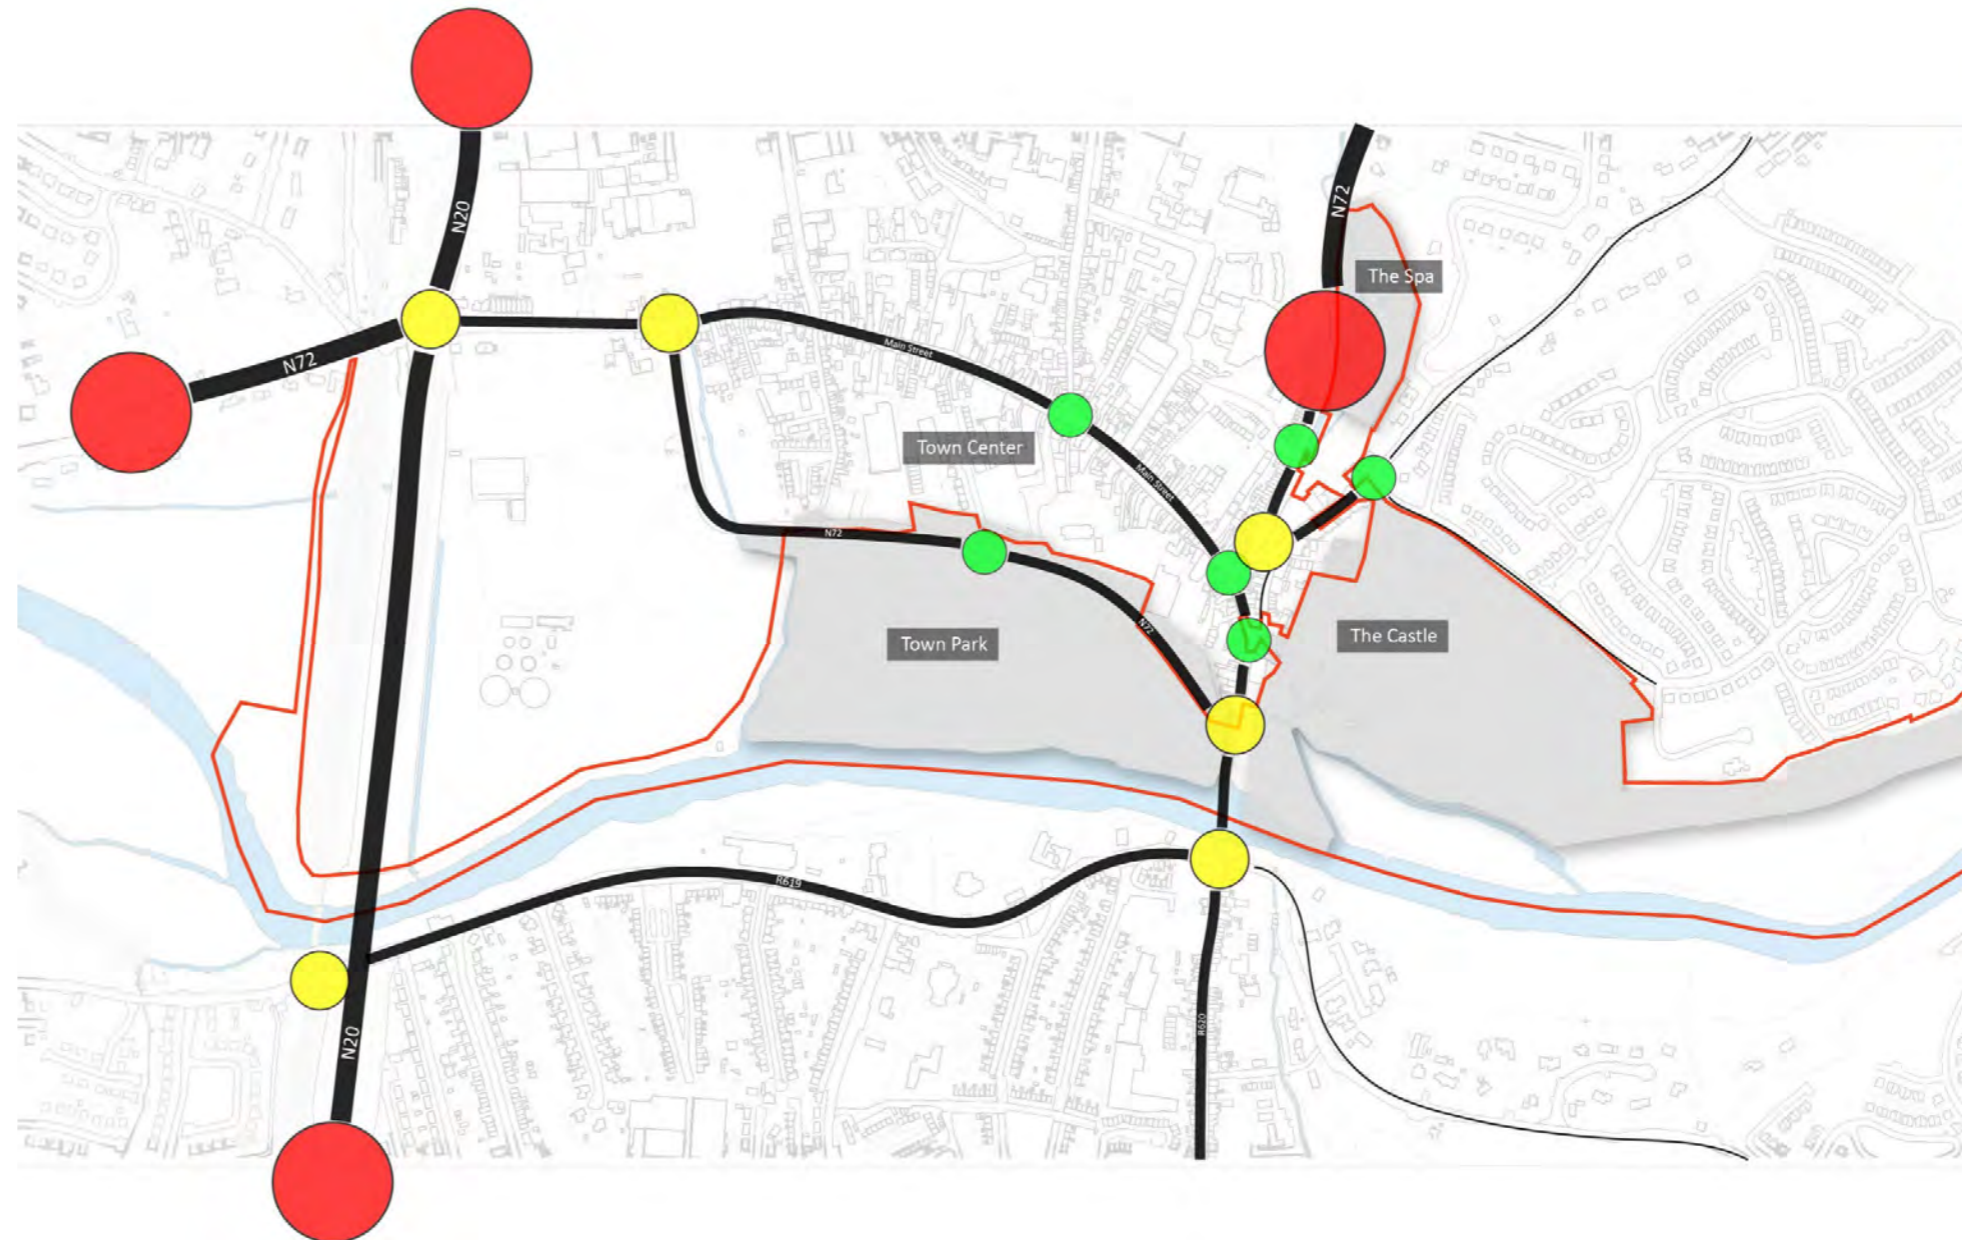 N20
N72
The Spa
N72
Main Street
Town Center
Main Street
N72
N72
Town Park
The Castle
R619
R620
N20